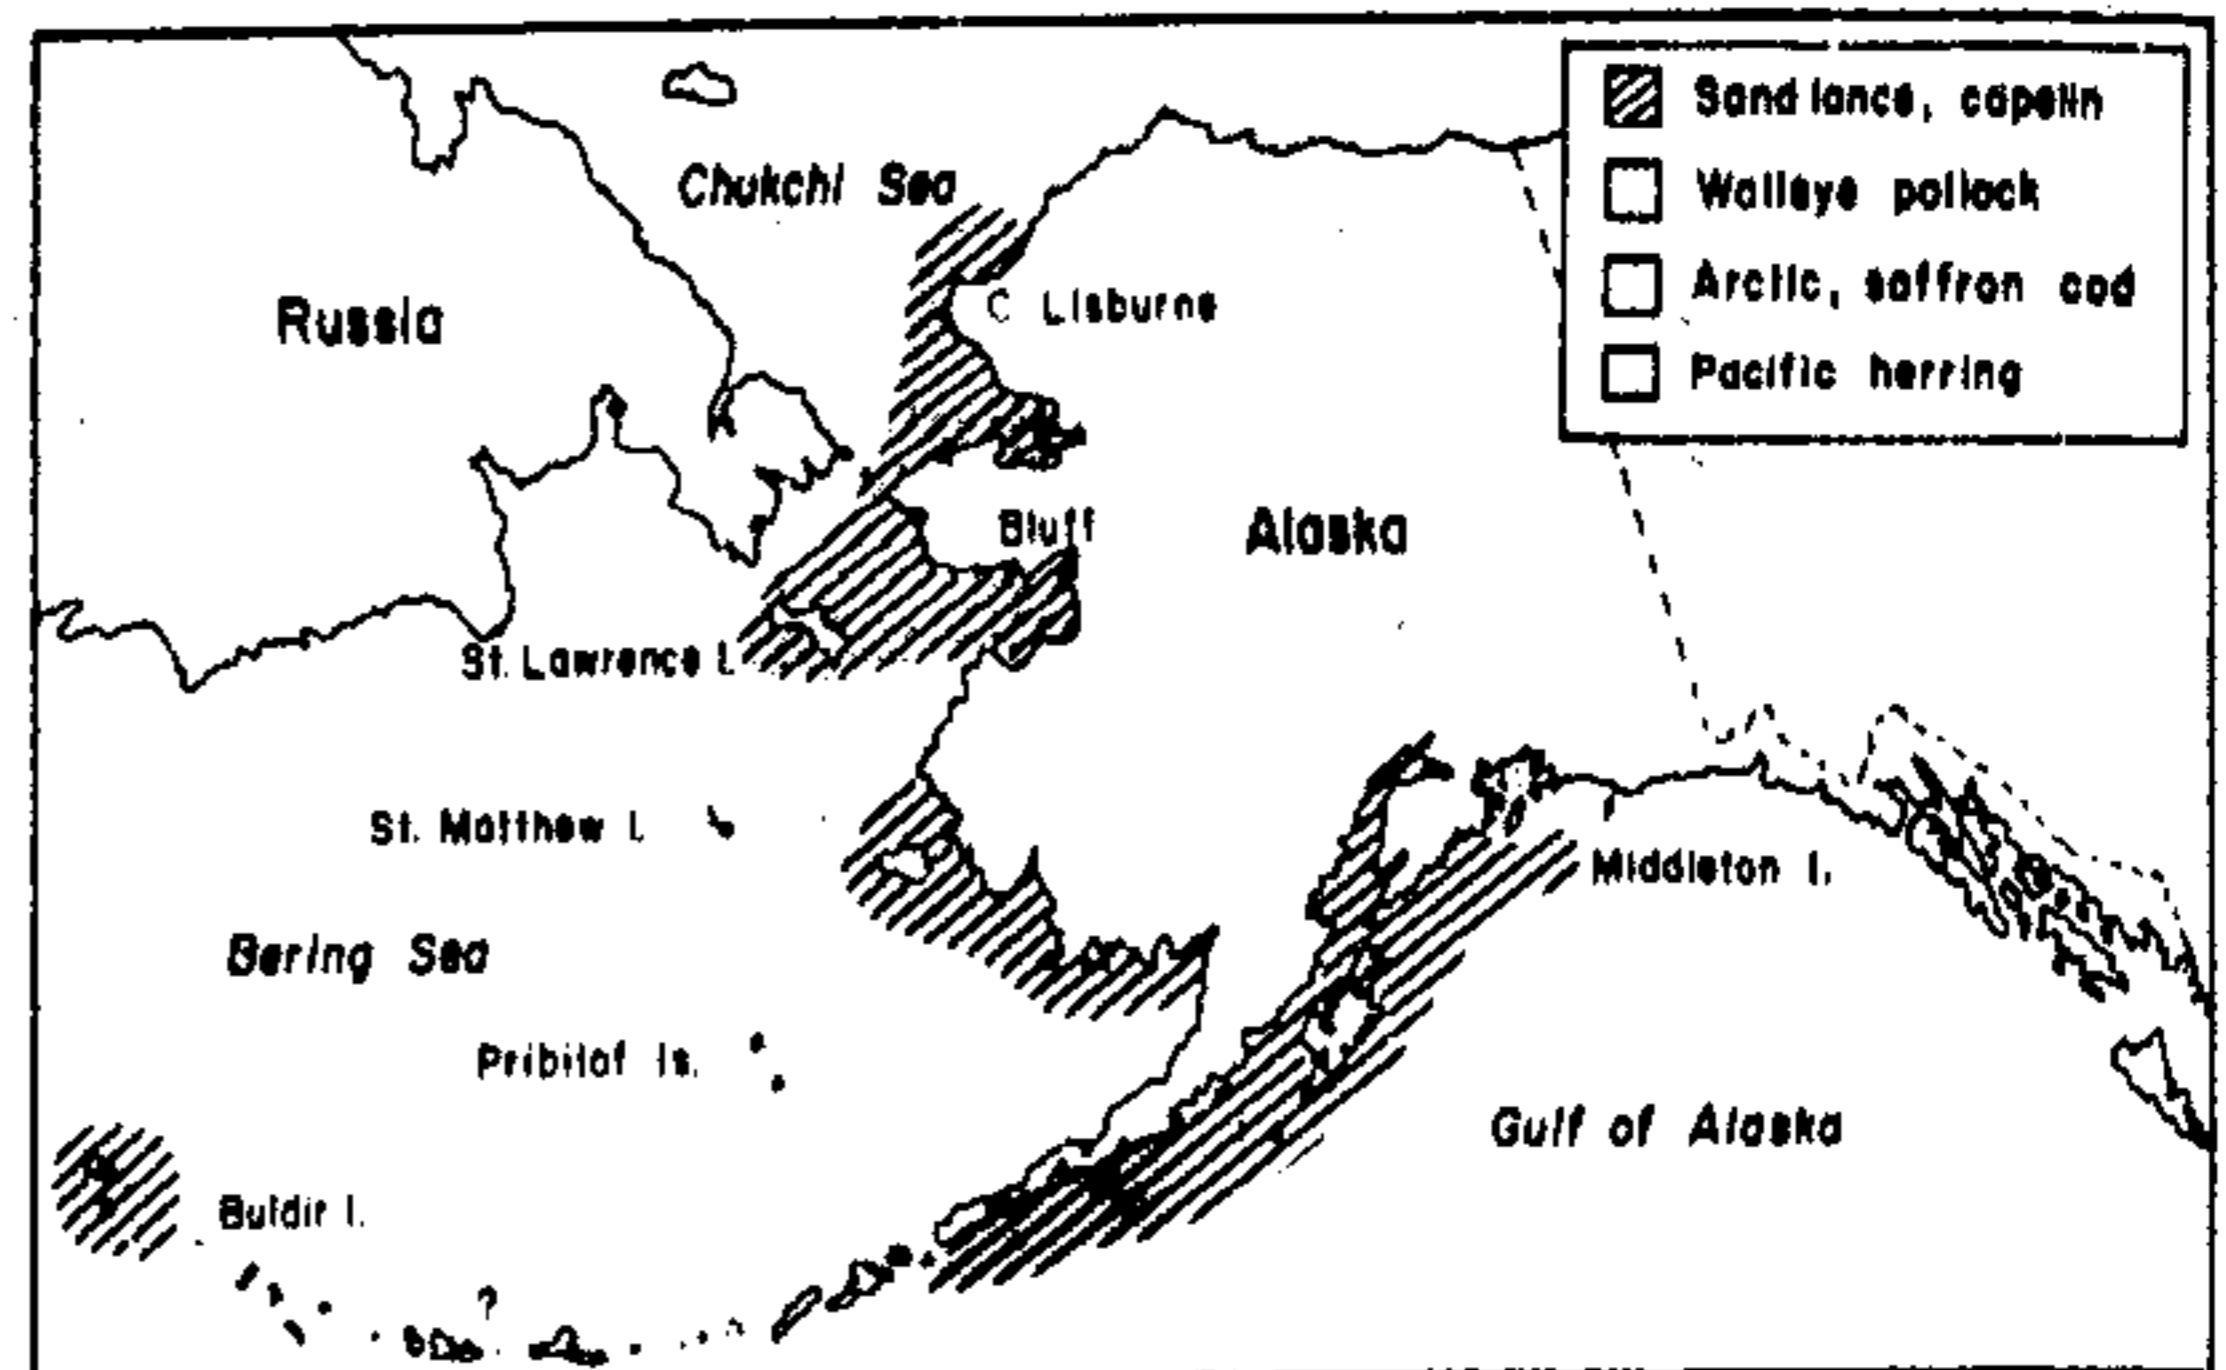 Sand lance, capelin
Walleye pollock
Arctic, saffron cod
Pacific herring
Chukchi Sea
Russia
C Lisburne
Bluff
Alaska
St. Lawrence I.
St. Matthew I.
Middleton I.
Bering Sea
Pribilof Is.
Gulf of Alaska
Buldir I.
?